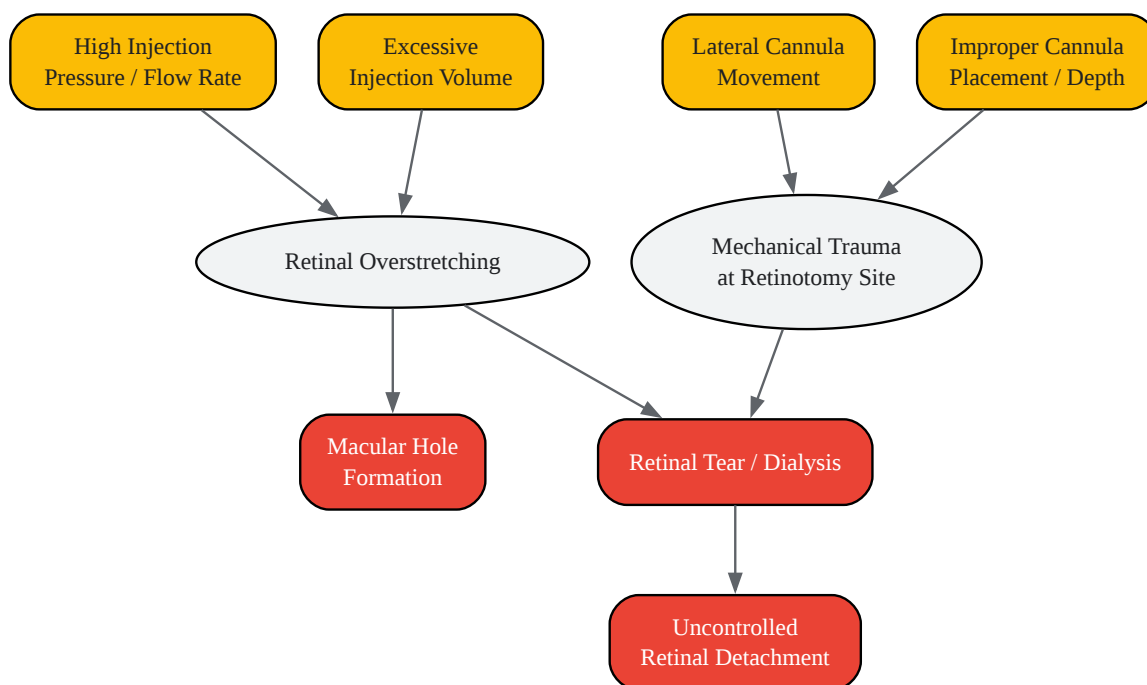 High Injection
Pressure / Flow Rate
Excessive
Injection Volume
Lateral Cannula
Movement
Improper Cannula
Placement / Depth
Retinal Overstretching
Mechanical Trauma
at Retinotomy Site
Macular Hole
Formation
Retinal Tear / Dialysis
Uncontrolled
Retinal Detachment